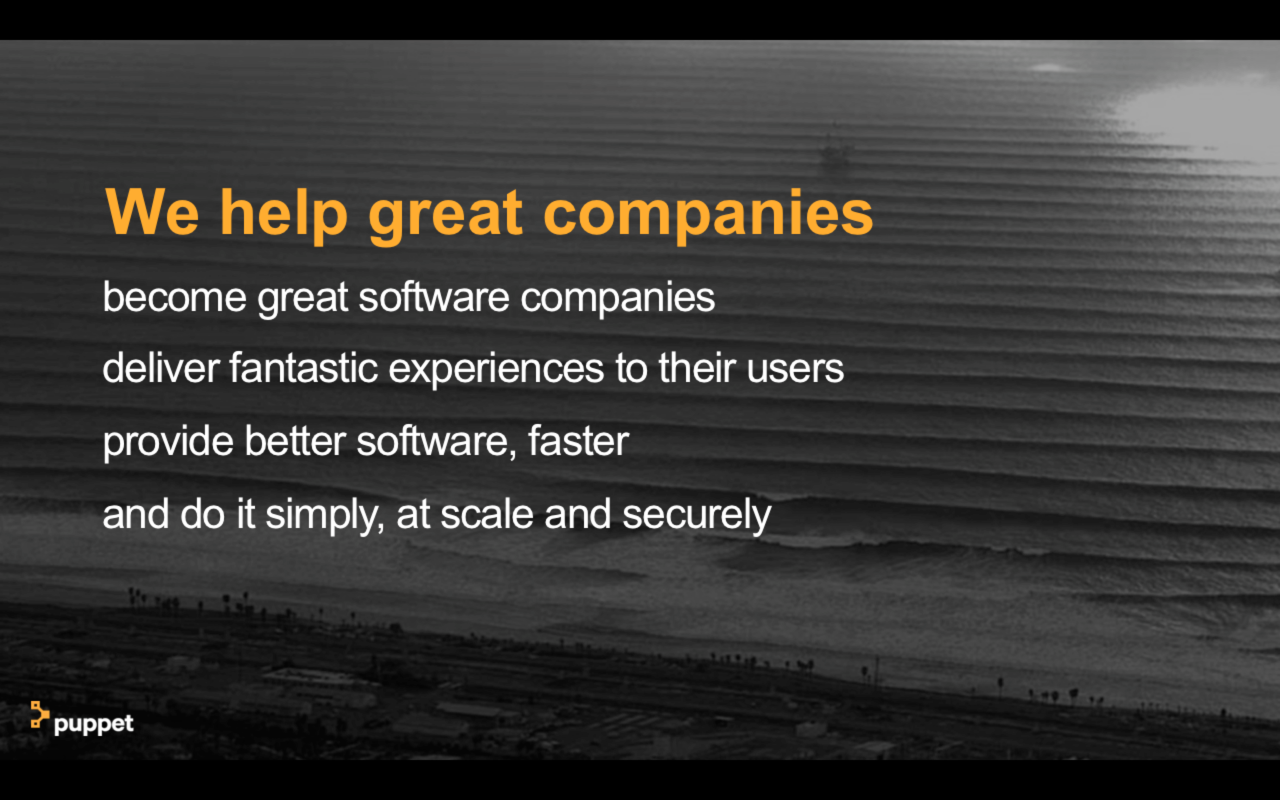 We help great companies
become great software companies
deliver fantastic experiences to their users
provide better software, faster
and do it simply, at scale and securely
puppet